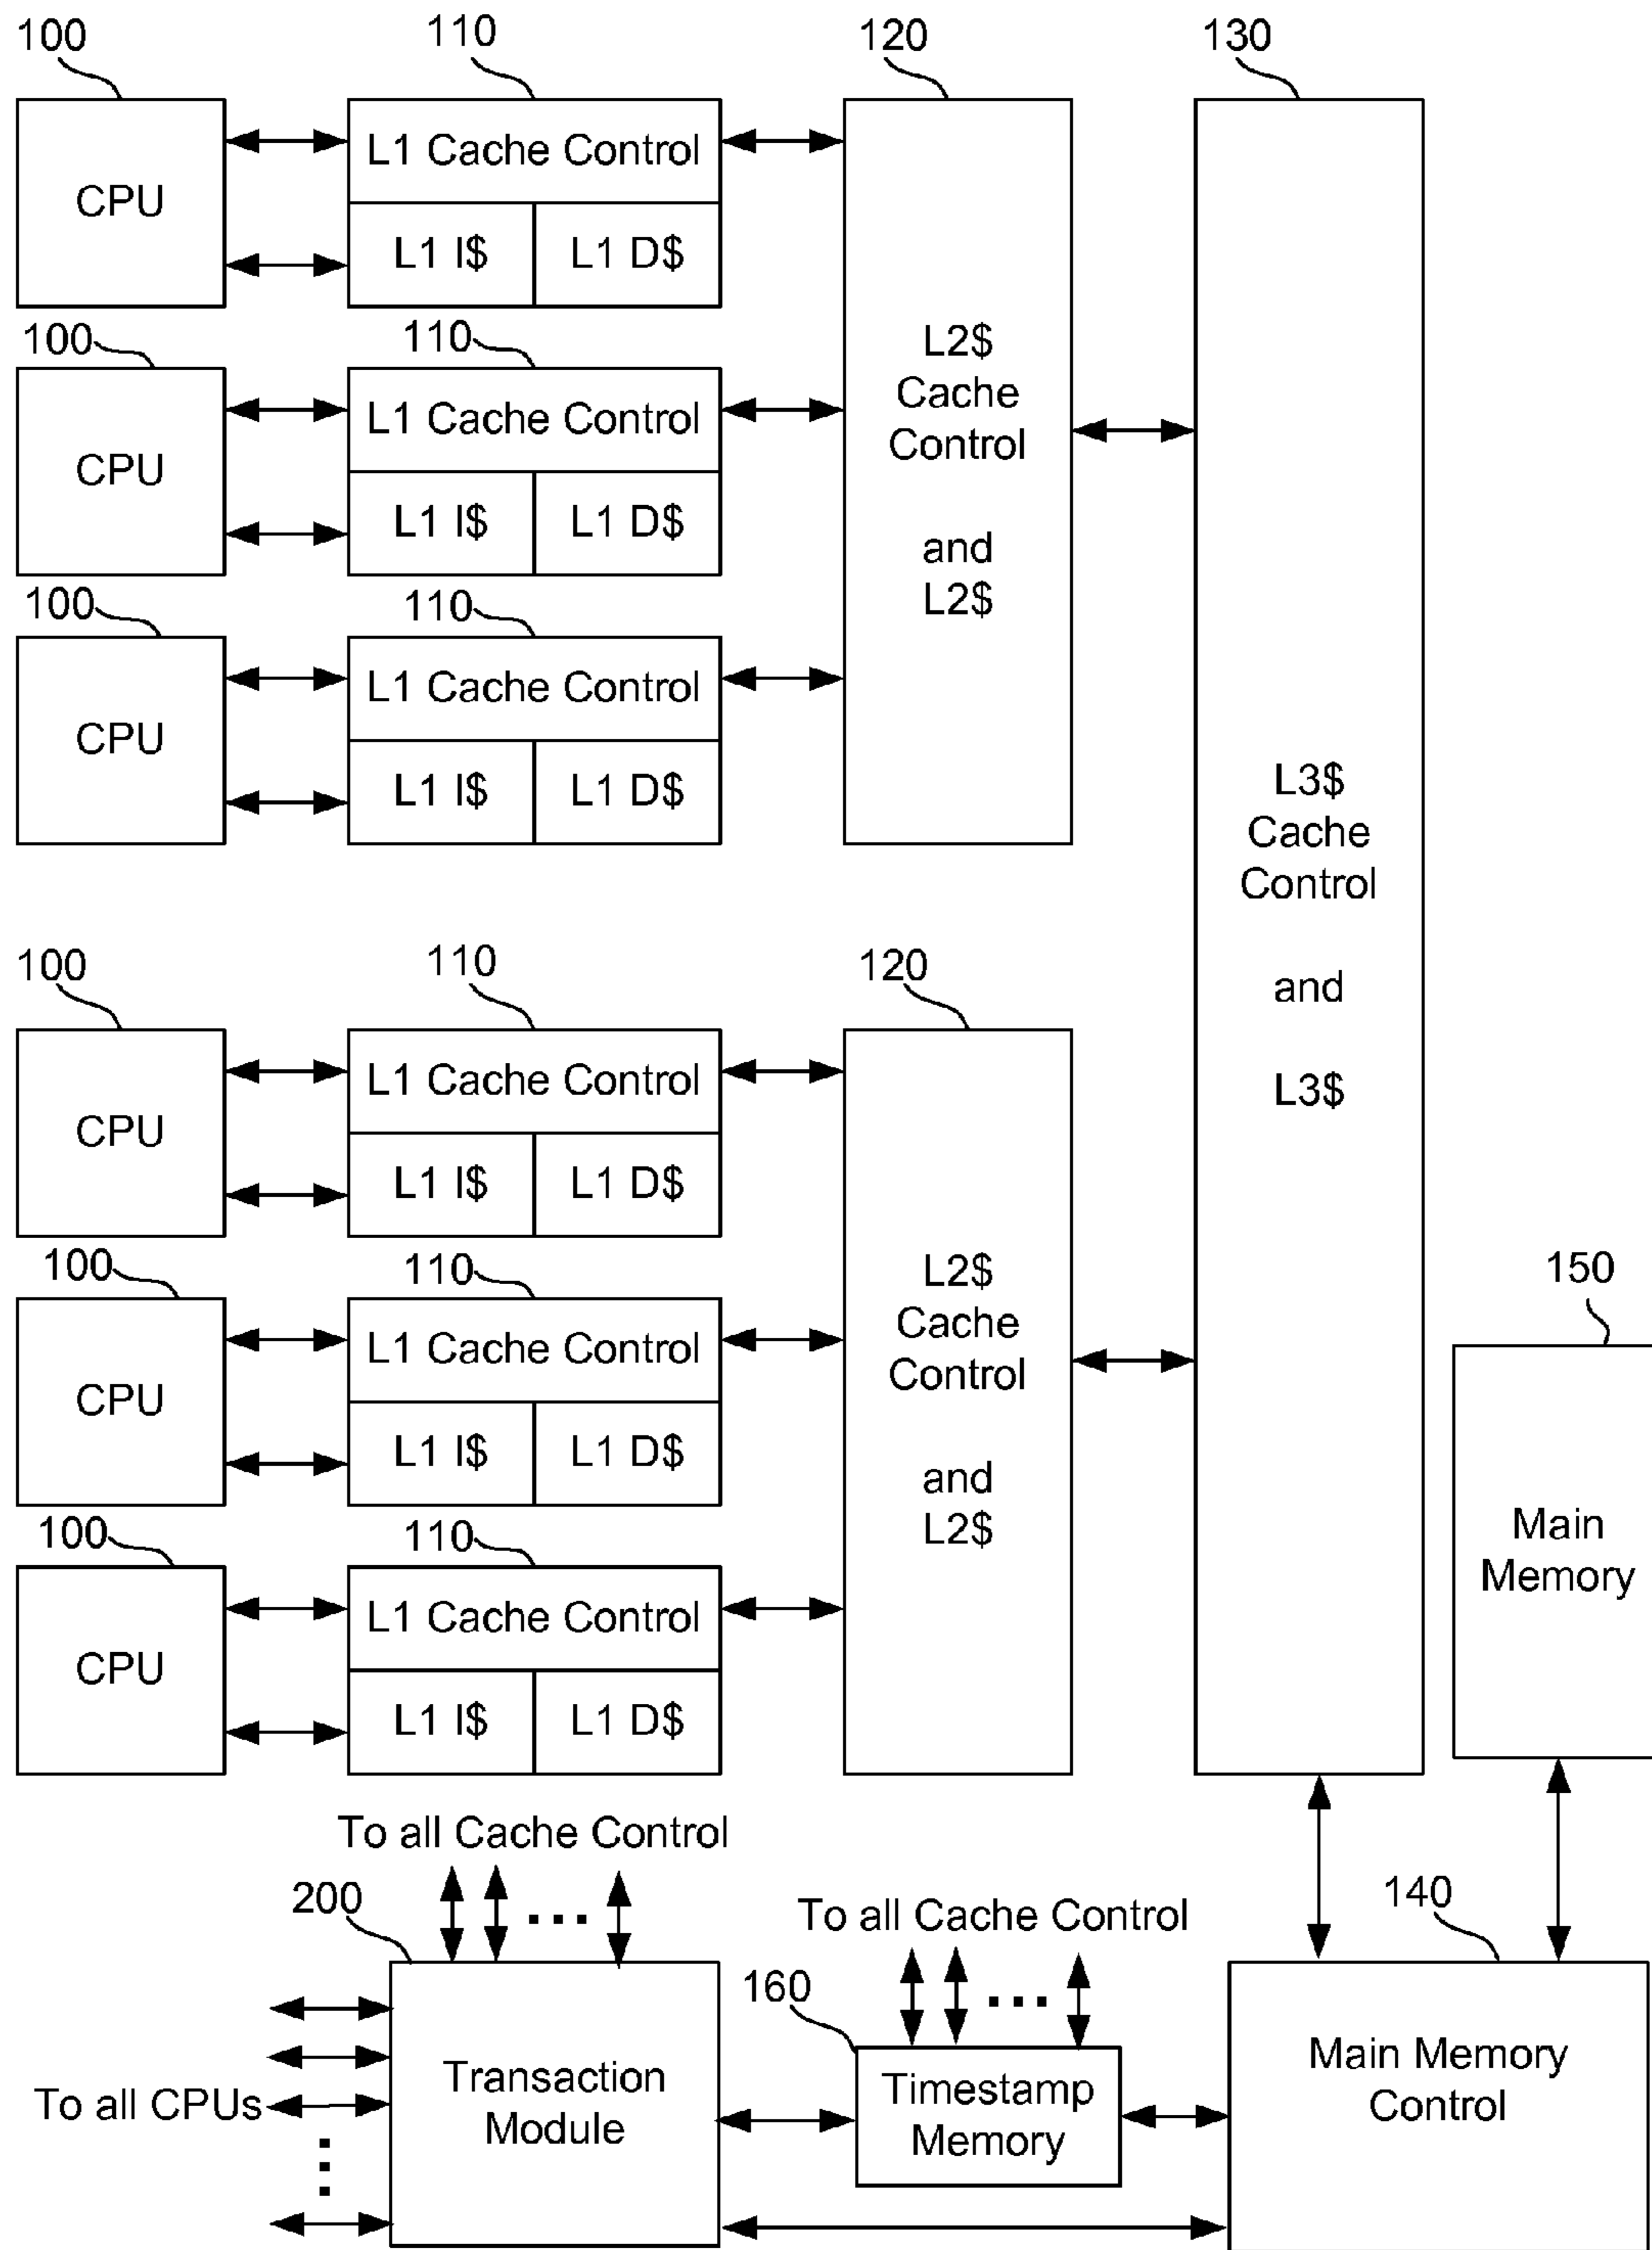 100
110
120
130
CPU
L1 Cache Control
L1 I$
L1 D$
100
110
CPU
L1 Cache Control
L1 I$
L1 D$
100
110
CPU
L1 Cache Control
L1 I$
L1 D$
L2$
Cache
Control
and
L2$
L3$
Cache
Control
and
L3$
100
110
120
CPU
L1 Cache Control
L1 I$
L1 D$
100
110
CPU
L1 Cache Control
L1 I$
L1 D$
100
110
CPU
L1 Cache Control
L1 I$
L1 D$
L2$
Cache
Control
and
L2$
150
Main
Memory
To all Cache Control
200
...
To all CPUs
Transaction
Module
To all Cache Control
160
...
Timestamp
Memory
140
Main Memory
Control